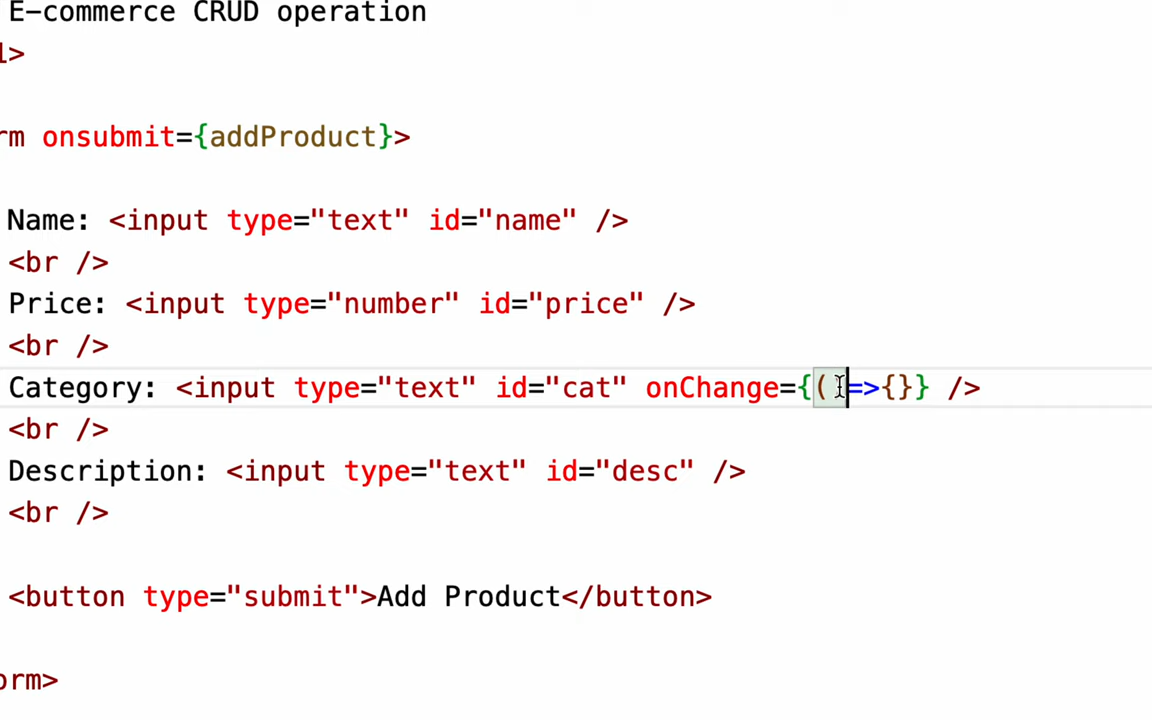 E-commerce CRUD operation
1>
rm onsubmit={addProduct}>
Name: <input type="text" id="name" />
<br />
Price: <input type="number" id="price" />
<br />
Category: <input type="text" id="cat" onChange={()=>{}} />
<br />
Description: <input type="text" id="desc" />
<br />
<button type="submit">Add Product</button>
orm>